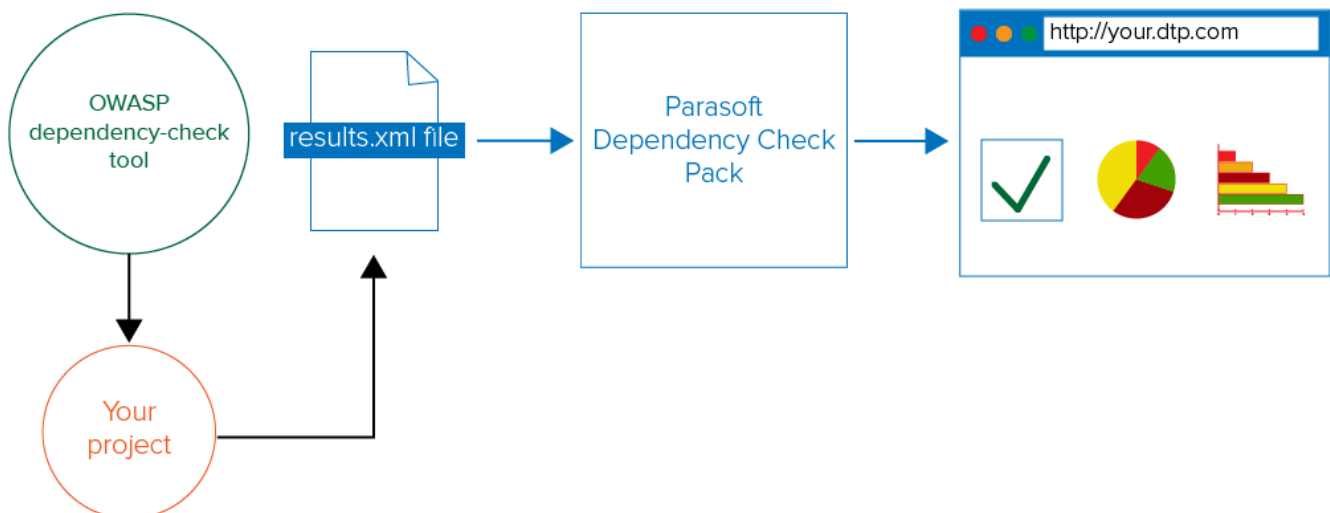 OWASP
dependency-check
tool
results.xml file
Parasoft
Dependency Check
Pack
http://your.dtp.com
Your
project